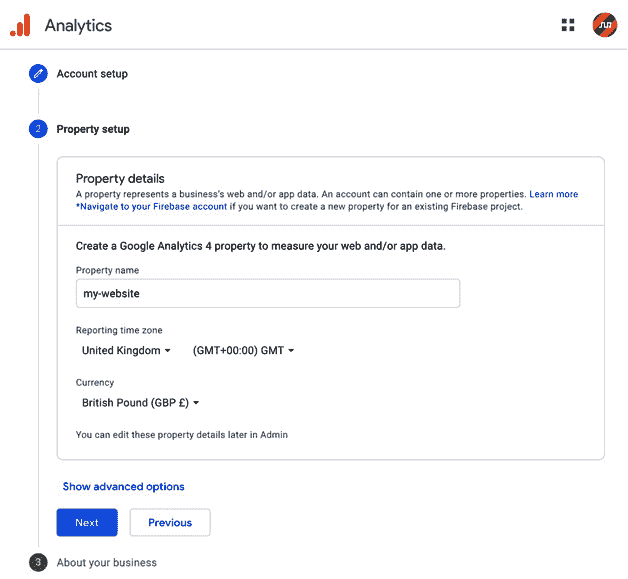 Analytics
Account setup
2
Property setup
Property details
A property represents a business's web and/or app data. An account can contain one or more properties. Learn more
*Navigate to your Firebase account if you want to create a new property for an existing Firebase project.
Create a Google Analytics 4 property to measure your web and/or app data.
Property name
my-website
Reporting time zone
United Kingdom (GMT+00:00) GMT
Currency
British Pound (GBP £)
You can edit these property details later in Admin
Show advanced options
Next Previous
3
About your business